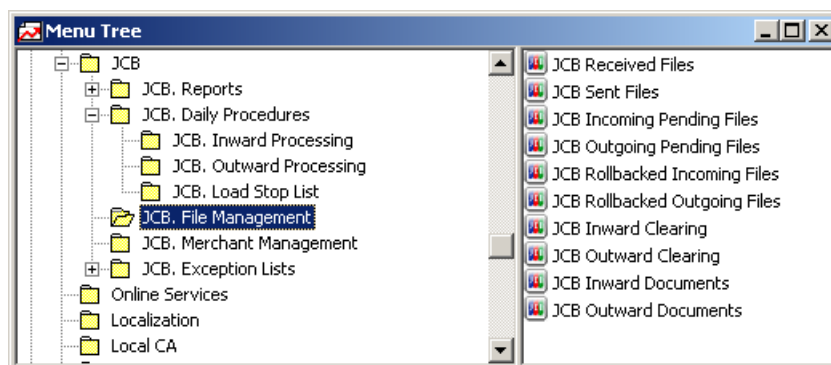 Menu Tree
JCB
JCB. Reports
JCB. Daily Procedures
JCB. Inward Processing
JCB. Outward Processing
JCB. Load Stop List
JCB. File Management
JCB. Merchant Management
JCB. Exception Lists
Online Services
Localization
Local CA
JCB Received Files
JCB Sent Files
JCB Incoming Pending Files
JCB Outgoing Pending Files
JCB Rollbacked Incoming Files
JCB Rollbacked Outgoing Files
JCB Inward Clearing
JCB Outward Clearing
JCB Inward Documents
JCB Outward Documents